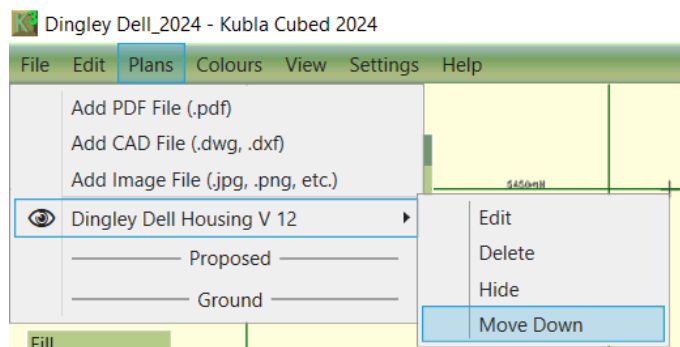 Dingley Dell_2024 - Kubla Cubed 2024
File Edit Plans Colours View Settings Help
Add PDF File (.pdf)
Add CAD File (.dwg, .dxf)
Add Image File (.jpg, .png, etc.)
5450mN
Dingley Dell Housing V 12
Edit
Delete
Proposed
Hide
Ground
Move Down
Fill